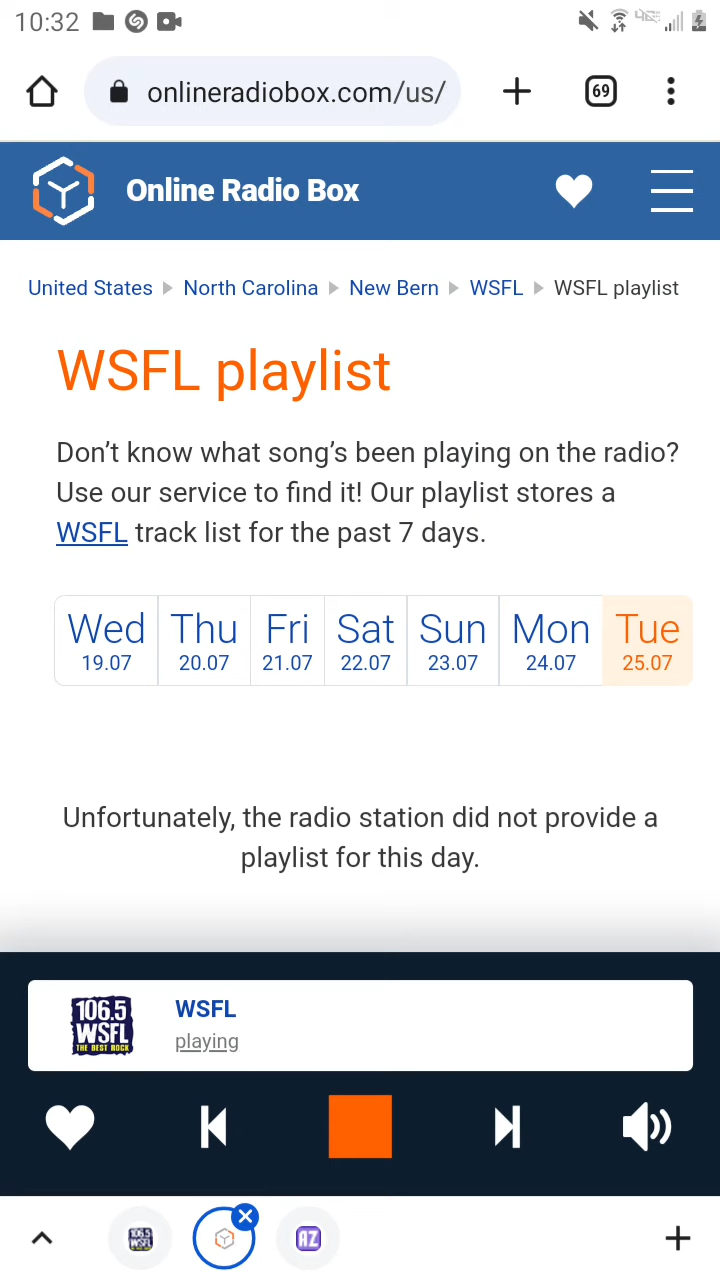 10:32
onlineradiobox.com/us/
69
Online Radio Box
United States North Carolina New Bern WSFL WSFL playlist
WSFL playlist
Don't know what song's been playing on the radio?
Use our service to find it! Our playlist stores a
WSFL track list for the past 7 days.
Wed Thu Fri Sat Sun Mon Tue
19.07 20.07 21.07 22.07 23.07 24.07 25.07
Unfortunately, the radio station did not provide a
playlist for this day.
106.5
WSFL
THE BEST ROCK
WSFL
playing
106.5
WSFL
AZ